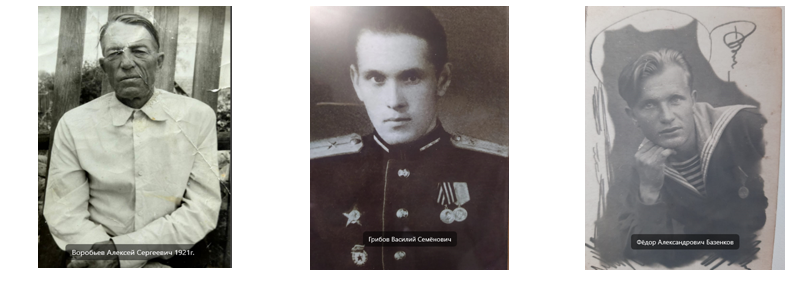 Воробьев Алексей Сергеевич 1921г.
Грибов Василий Семёнович
Фёдор Александрович Базенков